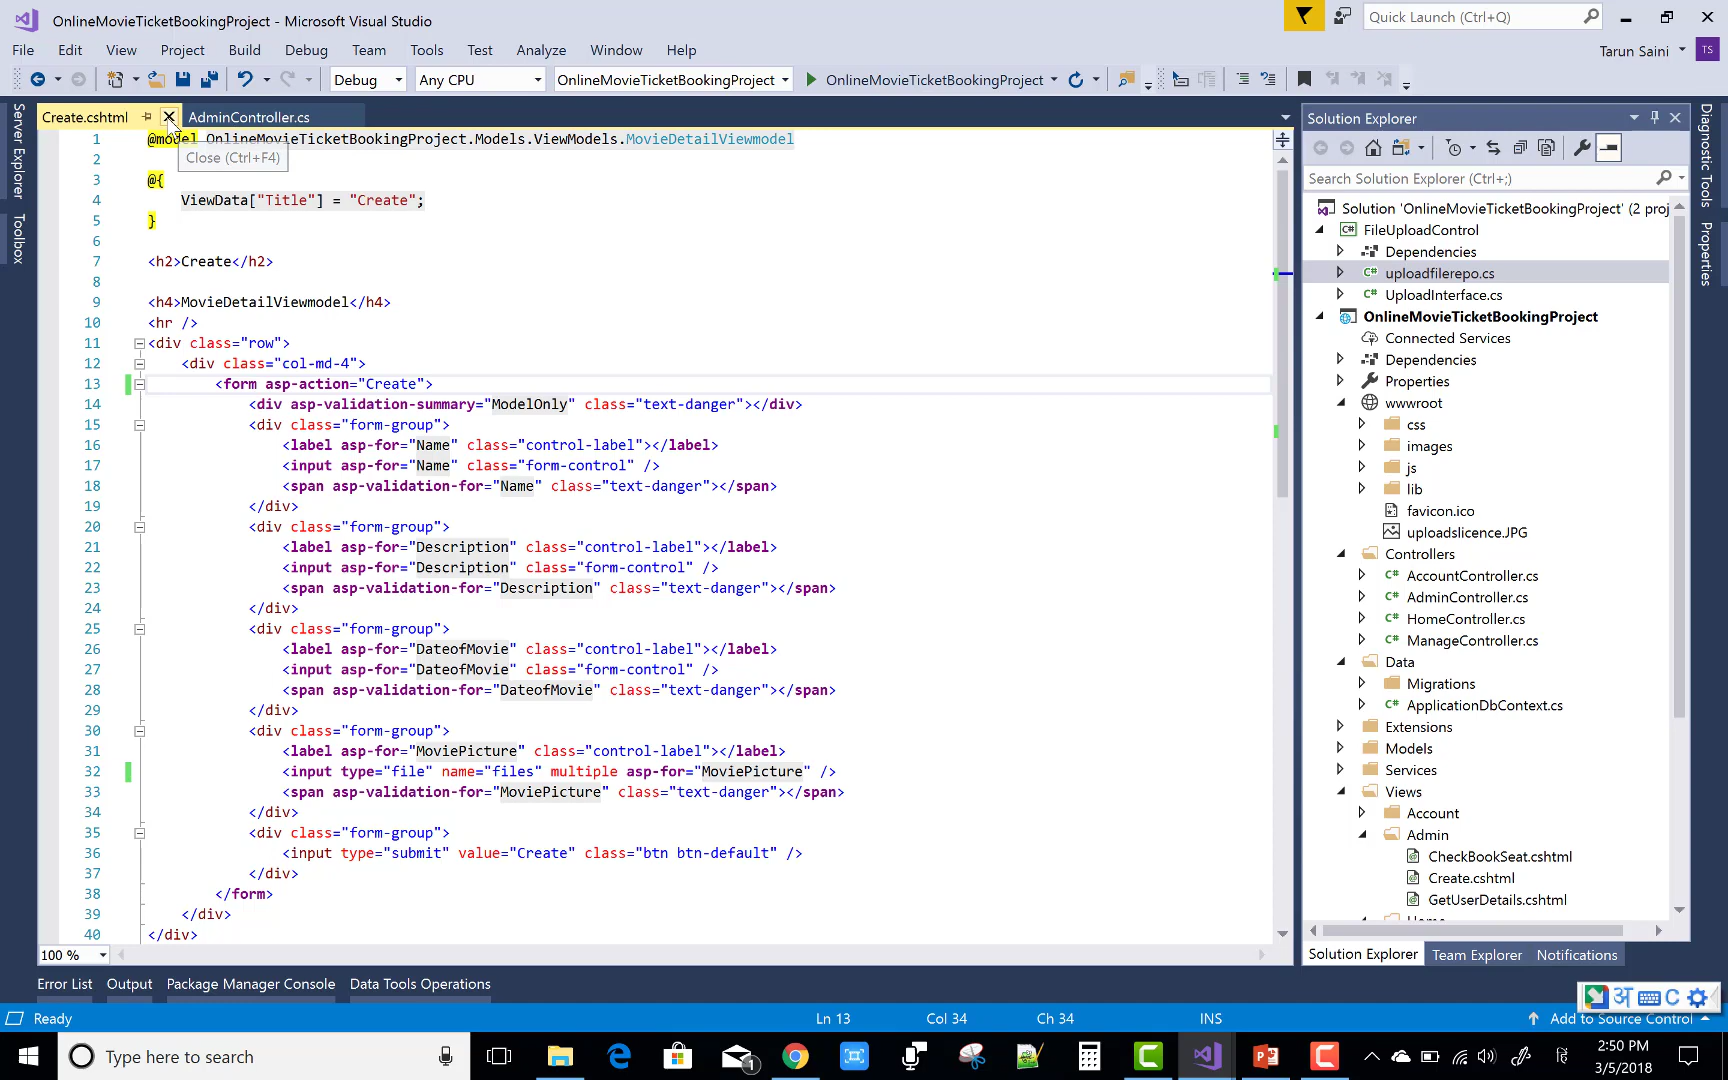 OnlineMovieTicketBookingProject - Microsoft Visual Studio
Quick Launch (Ctrl+Q)
File Edit View Project Build Debug Team Tools Test Analyze Window Help
Tarun Saini
TS
Debug Any CPU OnlineMovieTicketBookingProject OnlineMovieTicketBookingProject
Server Explorer
Toolbox
Create.cshtml AdminController.cs
1 @model OnlineMovieTicketBookingProject.Models.ViewModels.MovieDetailViewmodel
Close (Ctrl+F4)
2
3 @{
4 ViewData["Title"] = "Create";
5 }
6
7 <h2>Create</h2>
8
9 <h4>MovieDetailViewmodel</h4>
10 <hr />
11 <div class="row">
12 <div class="col-md-4">
13 <form asp-action="Create">
14 <div asp-validation-summary="ModelOnly" class="text-danger"></div>
15 <div class="form-group">
16 <label asp-for="Name" class="control-label"></label>
17 <input asp-for="Name" class="form-control" />
18 <span asp-validation-for="Name" class="text-danger"></span>
19 </div>
20 <div class="form-group">
21 <label asp-for="Description" class="control-label"></label>
22 <input asp-for="Description" class="form-control" />
23 <span asp-validation-for="Description" class="text-danger"></span>
24 </div>
25 <div class="form-group">
26 <label asp-for="DateofMovie" class="control-label"></label>
27 <input asp-for="DateofMovie" class="form-control" />
28 <span asp-validation-for="DateofMovie" class="text-danger"></span>
29 </div>
30 <div class="form-group">
31 <label asp-for="MoviePicture" class="control-label"></label>
32 <input type="file" name="files" multiple asp-for="MoviePicture" />
33 <span asp-validation-for="MoviePicture" class="text-danger"></span>
34 </div>
35 <div class="form-group">
36 <input type="submit" value="Create" class="btn btn-default" />
37 </div>
38 </form>
39 </div>
40 </div>
100 %
Solution Explorer
Search Solution Explorer (Ctrl+;)
Solution 'OnlineMovieTicketBookingProject' (2 proj
C# FileUploadControl
Dependencies
C# uploadfilerepo.cs
C# UploadInterface.cs
OnlineMovieTicketBookingProject
Connected Services
Dependencies
Properties
wwwroot
css
images
js
lib
favicon.ico
uploadslicence.JPG
Controllers
C# AccountController.cs
C# AdminController.cs
C# HomeController.cs
C# ManageController.cs
Data
Migrations
C# ApplicationDbContext.cs
Extensions
Models
Services
Views
Account
Admin
CheckBookSeat.cshtml
Create.cshtml
GetUserDetails.cshtml
Home
Solution Explorer Team Explorer Notifications
Diagnostic Tools
Properties
Error List Output Package Manager Console Data Tools Operations
अ
Ready Ln 13 Col 34 Ch 34 INS Add to Source Control
Type here to search
1
हि
2:50 PM
3/5/2018